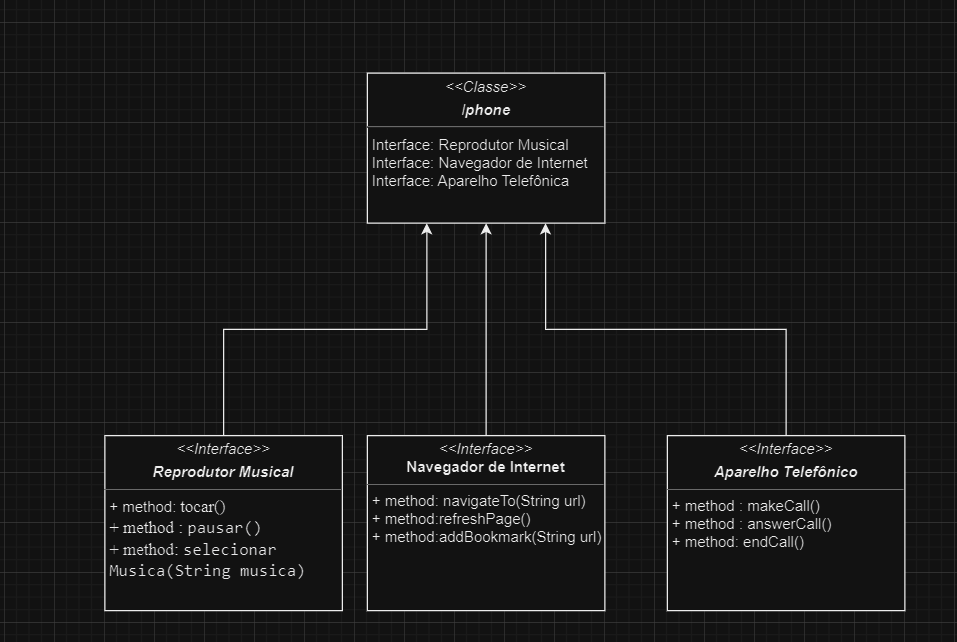 <<Classe>>
Iphone
Interface: Reprodutor Musical
Interface: Navegador de Internet
Interface: Aparelho Telefônica
<<Interface>>
Reprodutor Musical
+ method: tocar()
+ method : pausar()
+ method: selecionar
Musica(String musica)
<<Interface>>
Navegador de Internet
+ method: navigateTo(String url)
+ method:refreshPage()
+ method:addBookmark(String url)
<<Interface>>
Aparelho Telefônico
+ method : makeCall()
+ method : answerCall()
+ method: endCall()